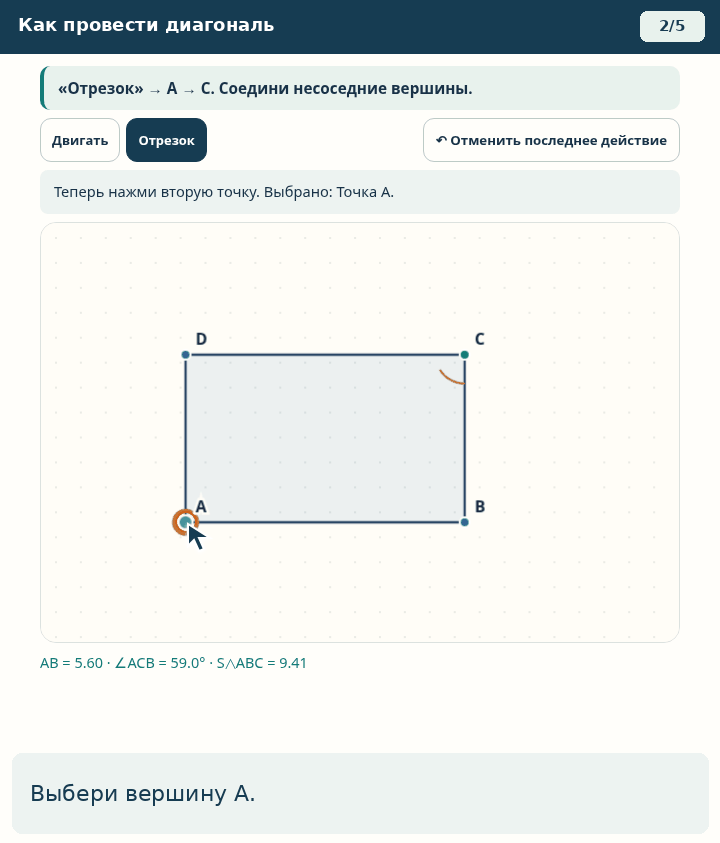 Как провести диагональ
2/5
«Отрезок» → A → C. Соедини несоседние вершины.
Двигать
Отрезок
↶ Отменить последнее действие
Теперь нажми вторую точку. Выбрано: Точка A.
D
C
A
B
AB = 5.60 · ∠ACB = 59.0° · S△ABC = 9.41
Выбери вершину A.